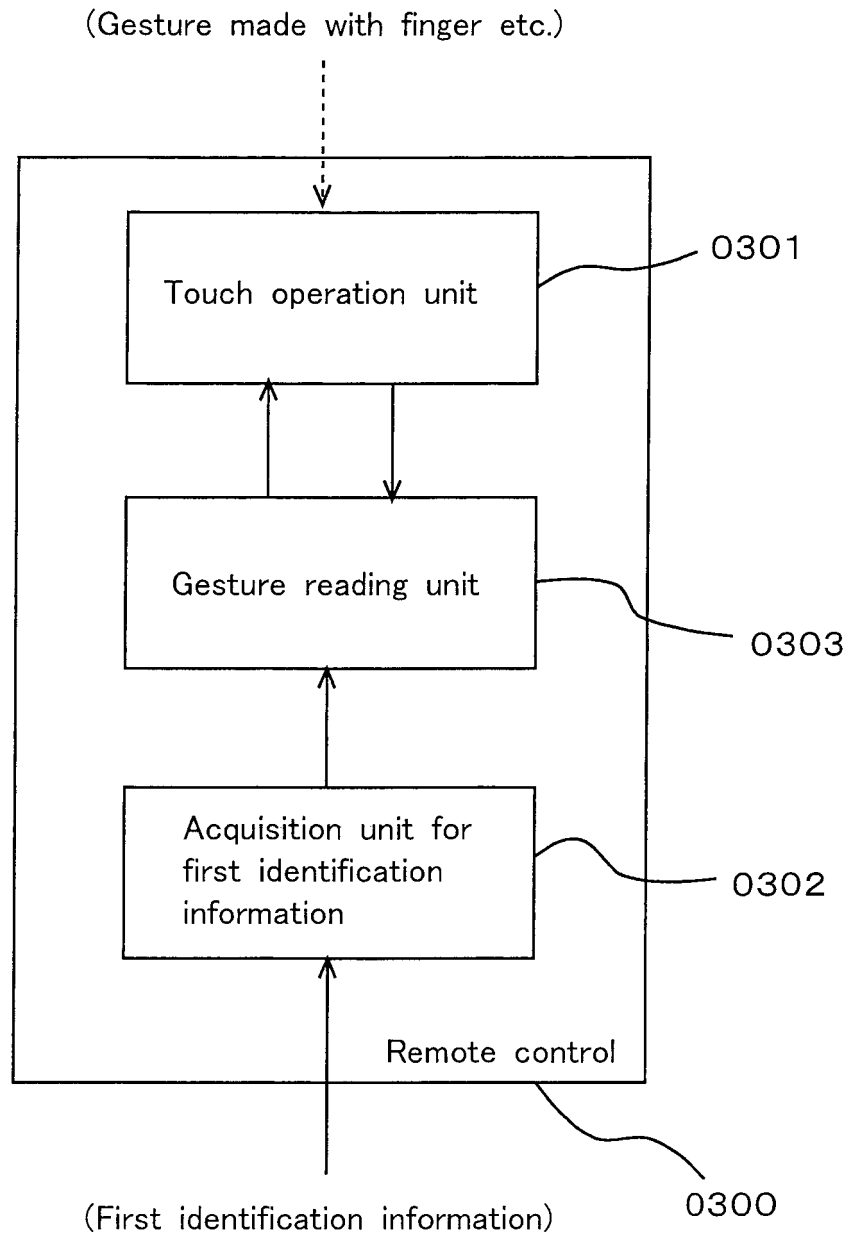 (Gesture made with finger etc.)
0301
Touch operation unit
Gesture reading unit
0303
Acquisition unit for
first identification
information
0302
Remote control
0300
(First identification information)